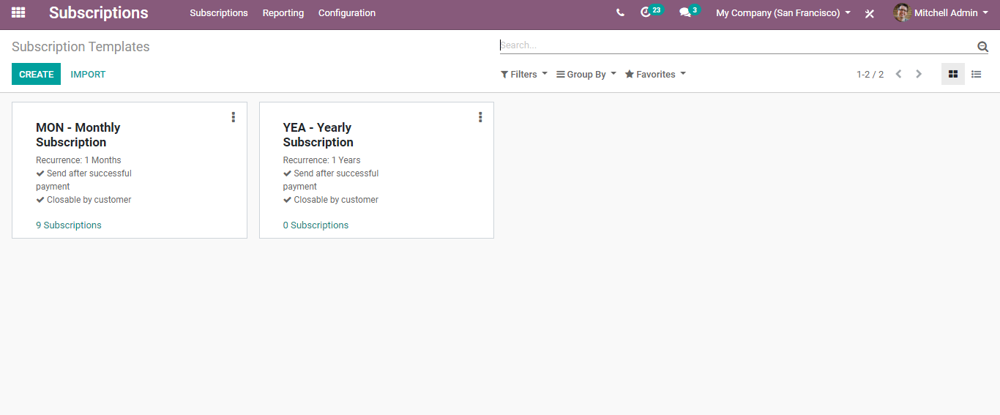 Subscriptions Subscriptions Reporting Configuration 23 3 My Company (San Francisco) Mitchell Admin
Subscription Templates Search...
CREATE IMPORT Filters Group By Favorites 1-2 / 2
MON - Monthly
Subscription
Recurrence: 1 Months
Send after successful
payment
Closable by customer
9 Subscriptions
YEA - Yearly
Subscription
Recurrence: 1 Years
Send after successful
payment
Closable by customer
0 Subscriptions